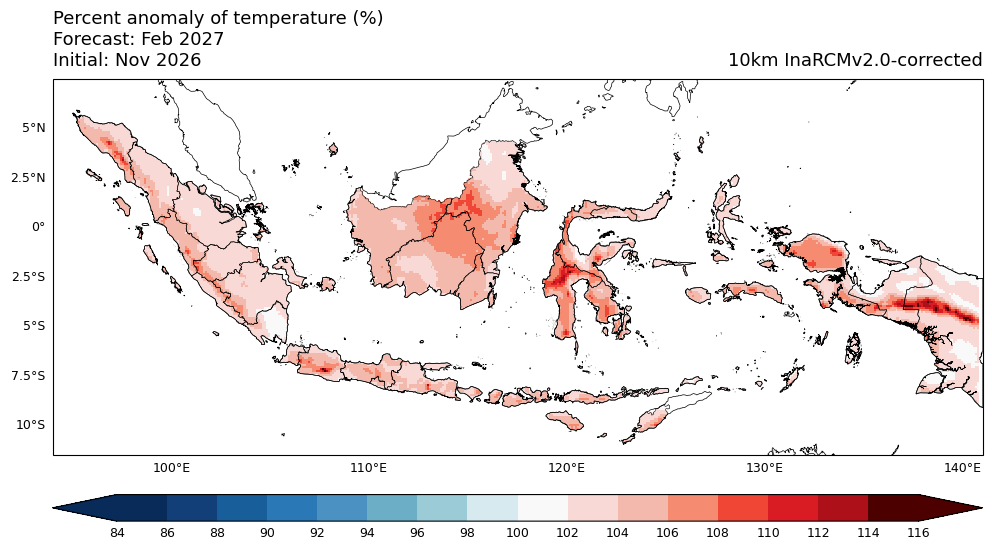 Percent anomaly of temperature (%)
Forecast: Feb 2027
Initial: Nov 2026
10km InaRCMv2.0-corrected
5°N
2.5°N
0°
2.5°S
5°S
7.5°S
10°S
100°E 110°E 120°E 130°E 140°E
84 86 88 90 92 94 96 98 100 102 104 106 108 110 112 114 116